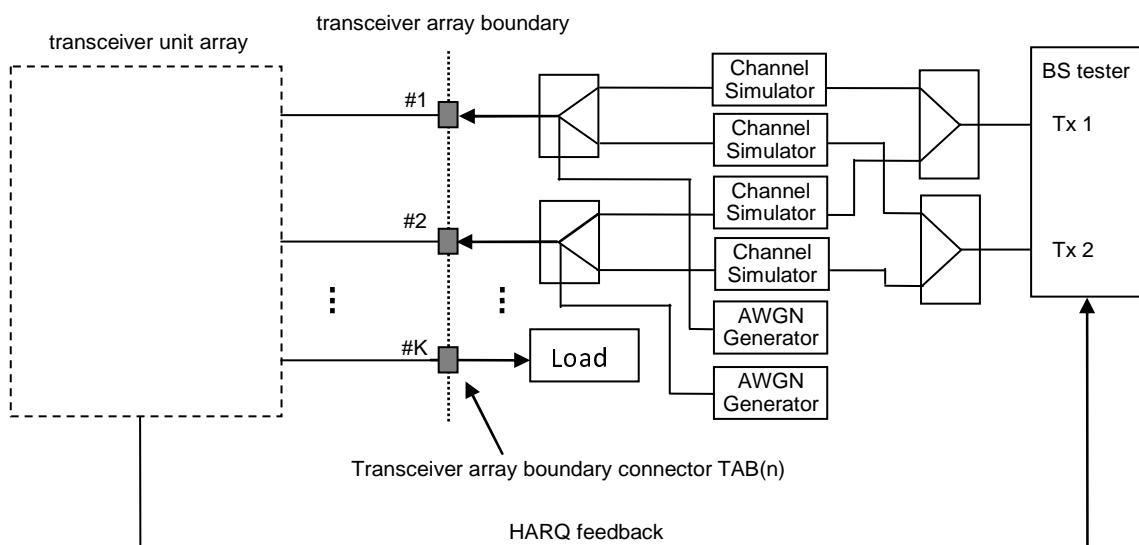 transceiver array boundary
transceiver unit array
#1
Channel
Simulator
BS tester
Channel
Simulator
Tx 1
Channel
Simulator
#2
Channel
Simulator
Tx 2
AWGN
Generator
#K
Load
AWGN
Generator
Transceiver array boundary connector TAB(n)
HARQ feedback